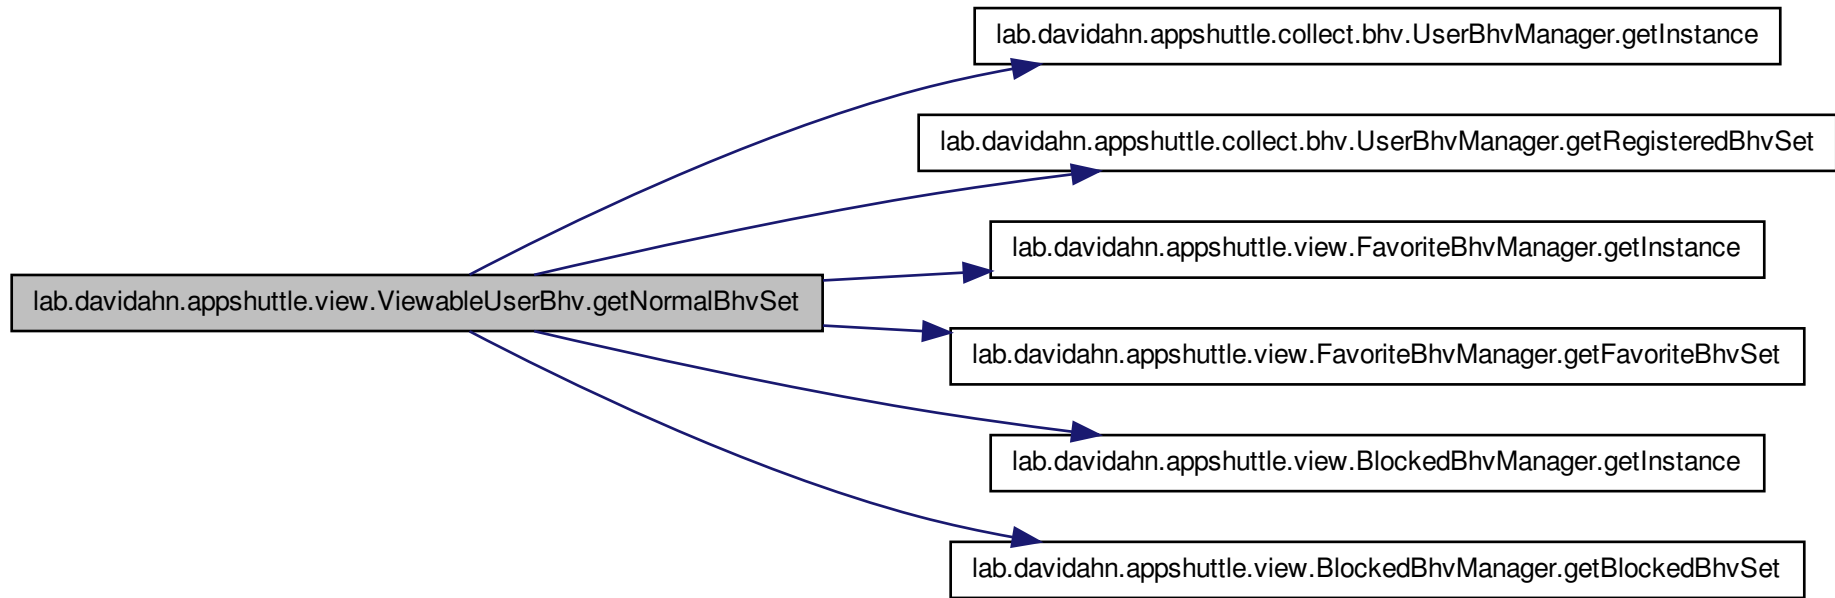 lab.davidahn.appshuttle.collect.bhv.UserBhvManager.getInstance
lab.davidahn.appshuttle.collect.bhv.UserBhvManager.getRegisteredBhvSet
lab.davidahn.appshuttle.view.FavoriteBhvManager.getInstance
lab.davidahn.appshuttle.view.ViewableUserBhv.getNormalBhvSet
lab.davidahn.appshuttle.view.FavoriteBhvManager.getFavoriteBhvSet
lab.davidahn.appshuttle.view.BlockedBhvManager.getInstance
lab.davidahn.appshuttle.view.BlockedBhvManager.getBlockedBhvSet